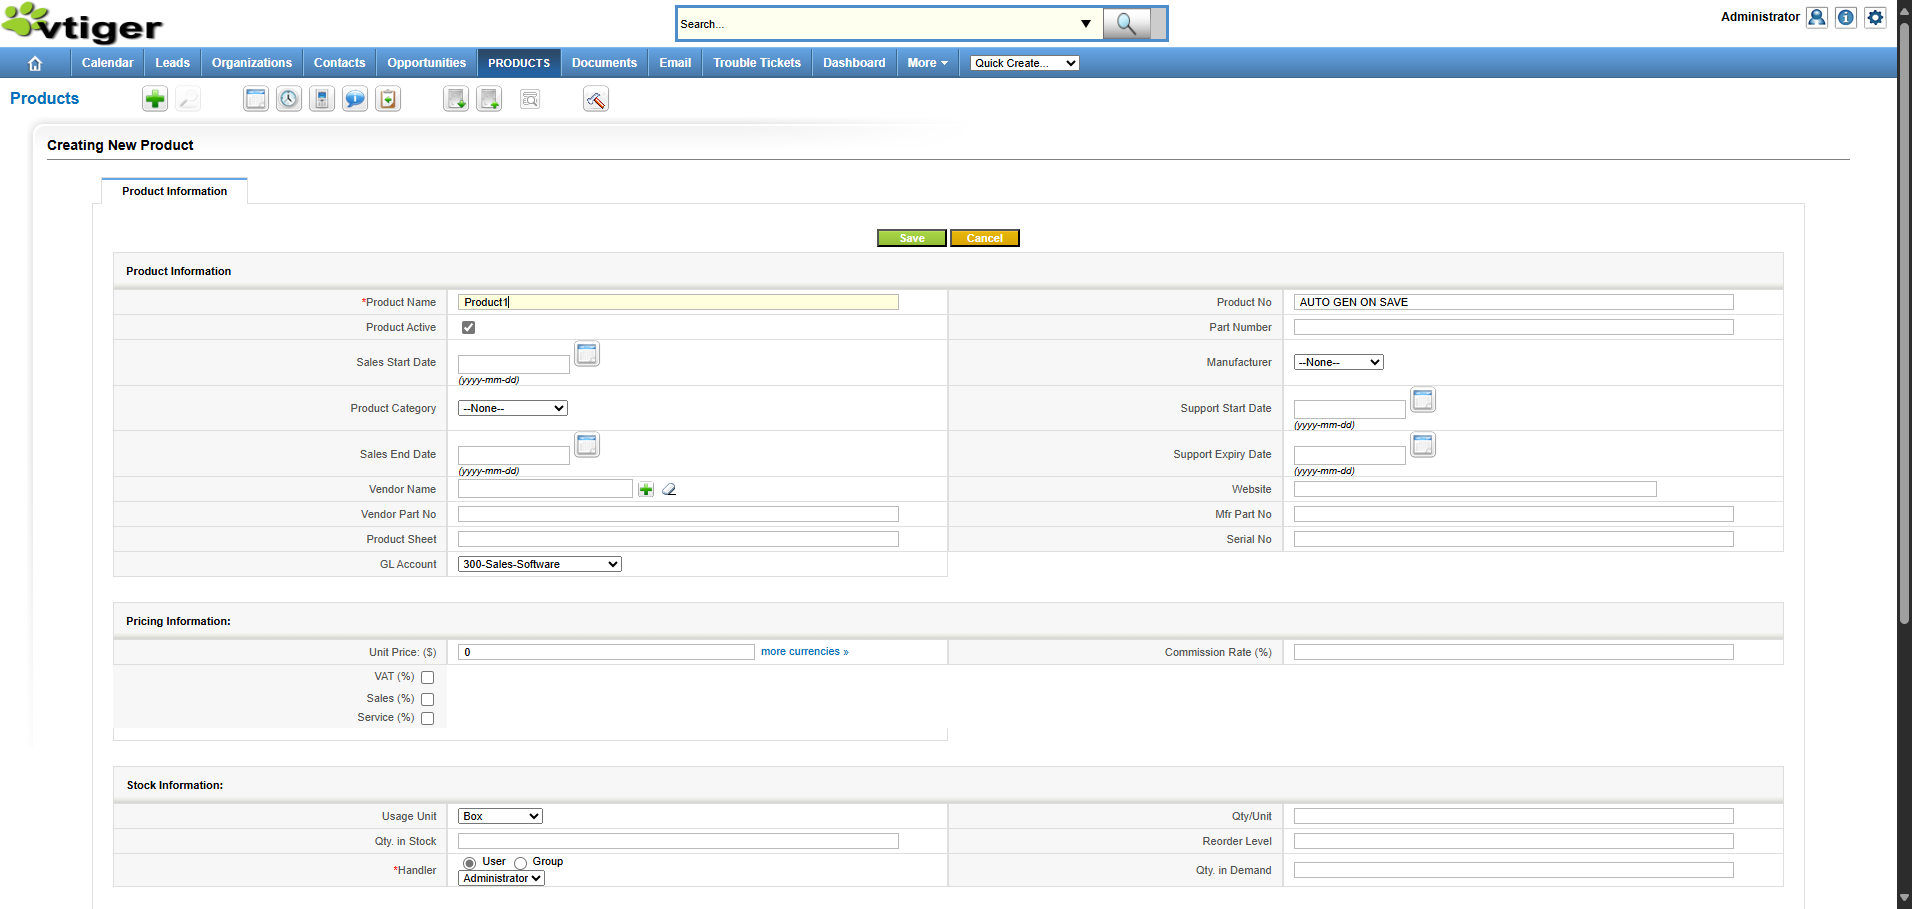 vtiger
Search...
Administrator
Calendar Leads Organizations Contacts Opportunities PRODUCTS Documents Email Trouble Tickets Dashboard More Quick Create...
Products
Creating New Product
Product Information
Save Cancel
Product Information
*Product Name Product1 Product No AUTO GEN ON SAVE
Product Active Part Number
Sales Start Date (yyyy-mm-dd) Manufacturer --None--
Product Category --None-- Support Start Date (yyyy-mm-dd)
Sales End Date (yyyy-mm-dd) Support Expiry Date (yyyy-mm-dd)
Vendor Name Website
Vendor Part No Mfr Part No
Product Sheet Serial No
GL Account 300-Sales-Software
Pricing Information:
Unit Price: ($) 0 more currencies » Commission Rate (%)
VAT (%)
Sales (%)
Service (%)
Stock Information:
Usage Unit Box Qty/Unit
Qty. in Stock Reorder Level
*Handler User Group Administrator Qty. in Demand